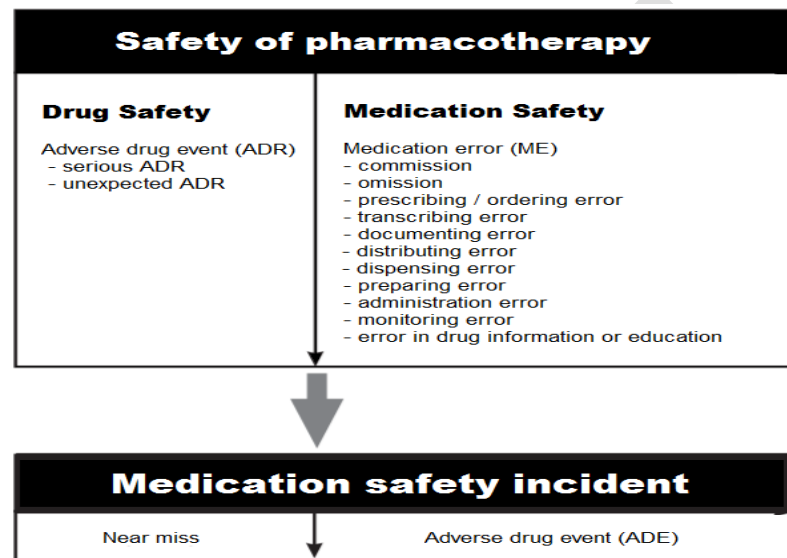 Safety of pharmacotherapy
Drug Safety
Adverse drug event (ADR)
- serious ADR
- unexpected ADR
Medication Safety
Medication error (ME)
- commission
- omission
- prescribing / ordering error
- transcribing error
- documenting error
- distributing error
- dispensing error
- preparing error
- administration error
- monitoring error
- error in drug information or education
Medication safety incident
Near miss
Adverse drug event (ADE)